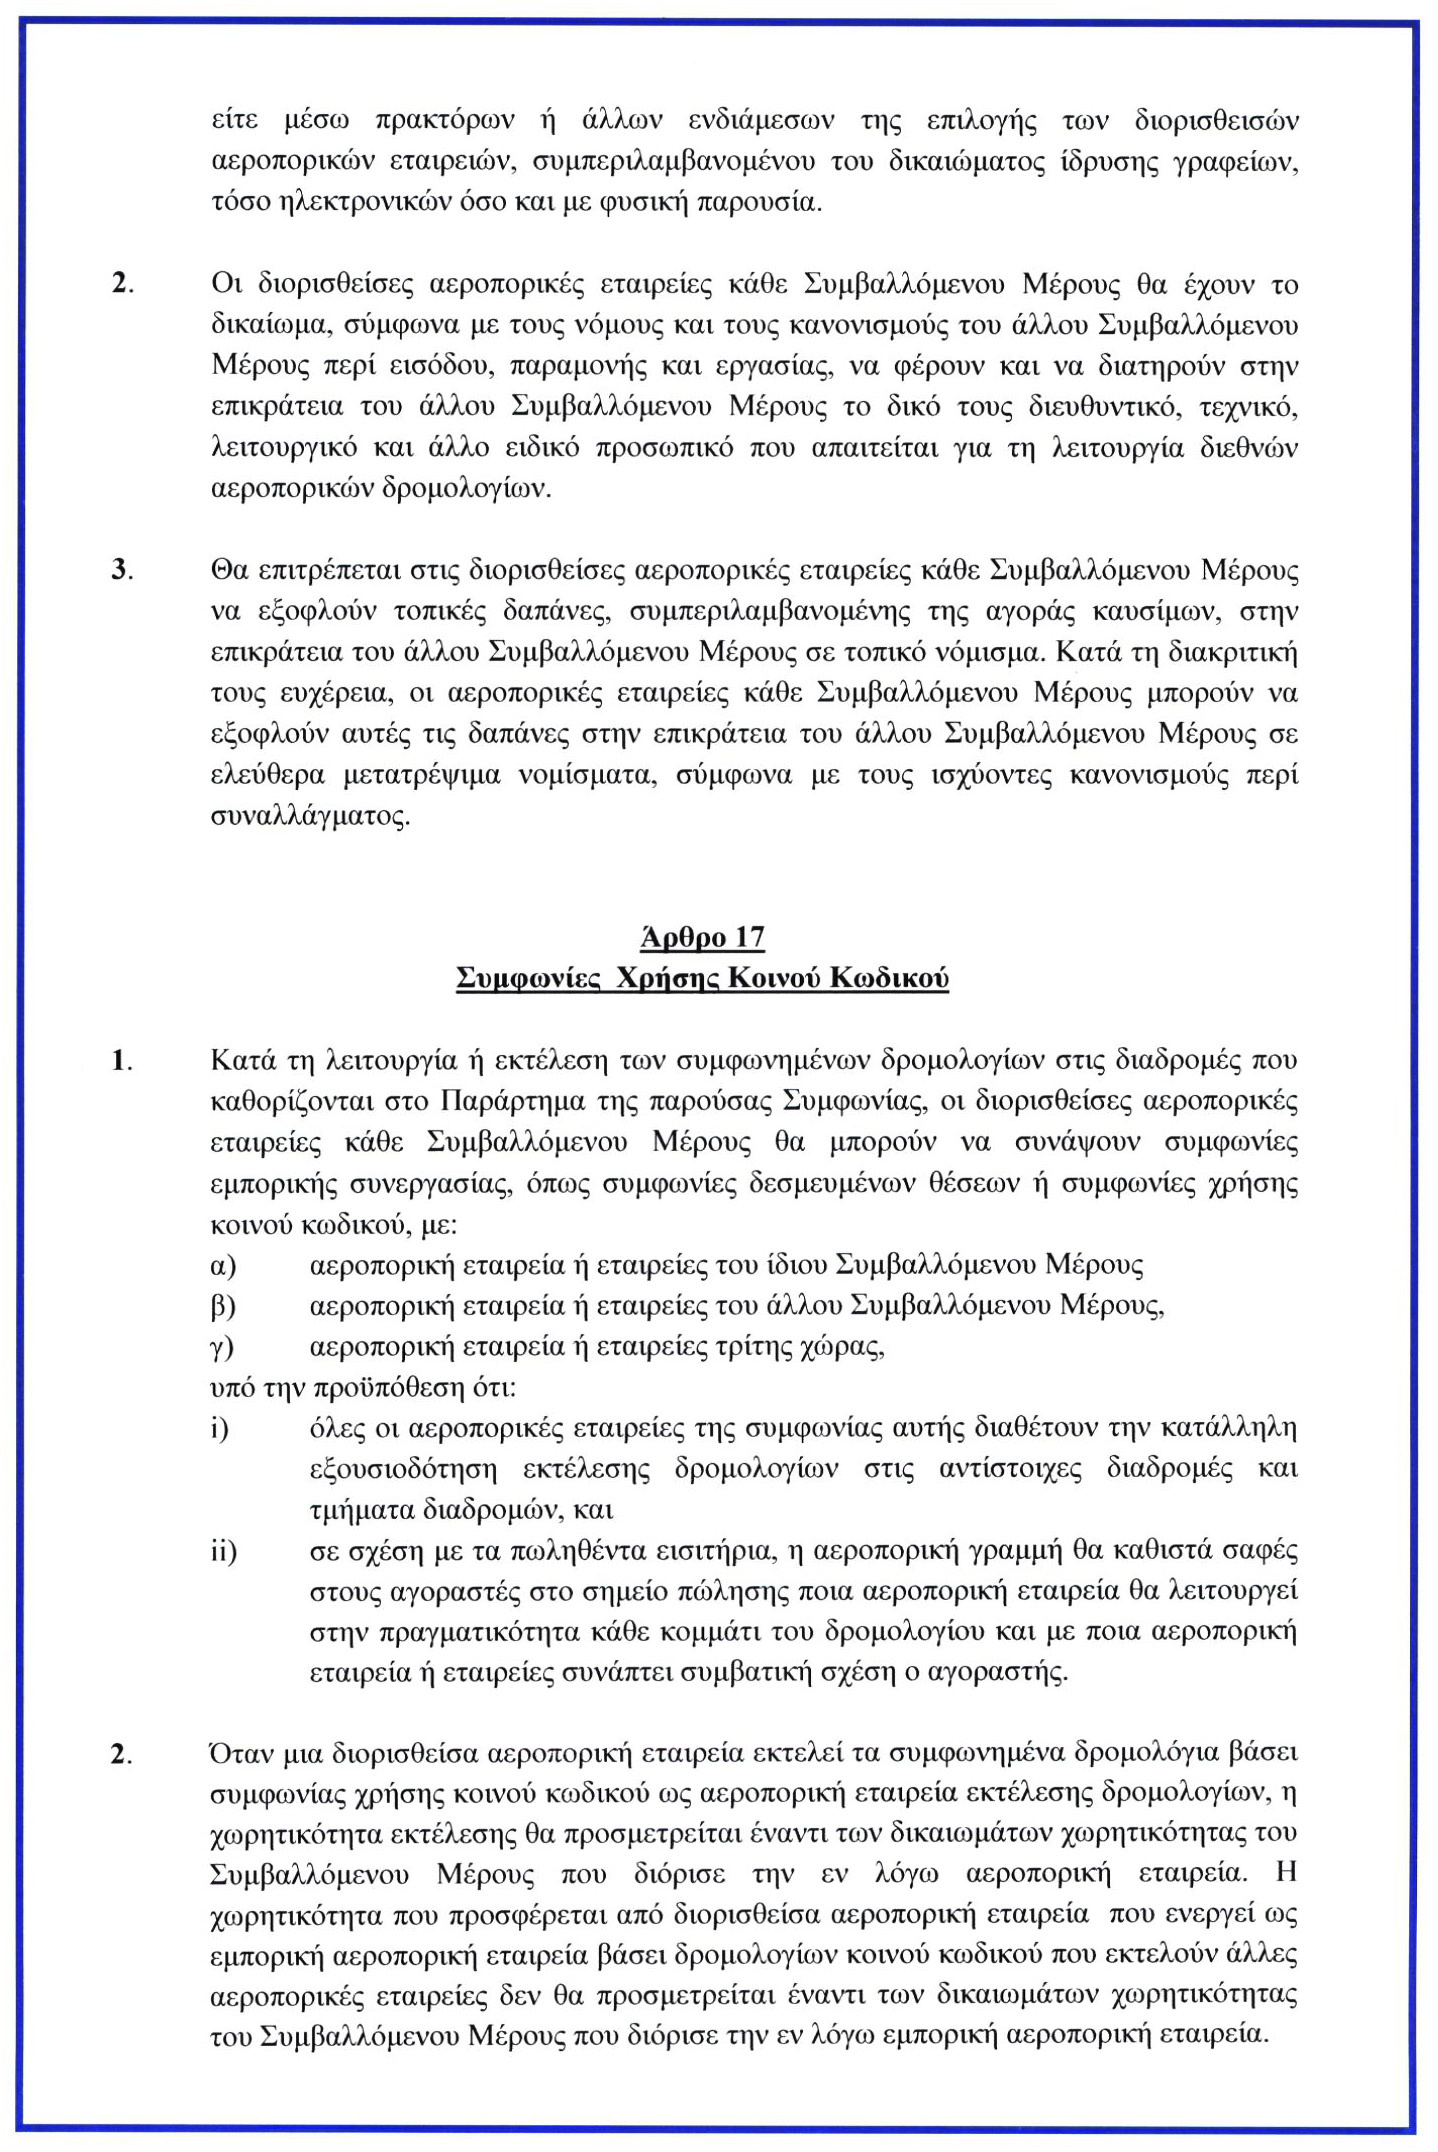 είτε μέσω πρακτόρων ή άλλων ενδιάμεσων της επιλογής των διορισθεισών
αεροπορικών εταιρειών, συμπεριλαμβανομένου του δικαιώματος ίδρυσης γραφείων,
τόσο ηλεκτρονικών όσο και με φυσική παρουσία.
2. Οι διορισθείσες αεροπορικές εταιρείες κάθε Συμβαλλόμενου Μέρους θα έχουν το
δικαίωμα, σύμφωνα με τους νόμους και τους κανονισμούς του άλλου Συμβαλλόμενου
Μέρους περί εισόδου, παραμονής και εργασίας, να φέρουν και να διατηρούν στην
επικράτεια του άλλου Συμβαλλόμενου Μέρους το δικό τους διευθυντικό, τεχνικό,
λειτουργικό και άλλο ειδικό προσωπικό που απαιτείται για τη λειτουργία διεθνών
αεροπορικών δρομολογίων.
3. Θα επιτρέπεται στις διορισθείσες αεροπορικές εταιρείες κάθε Συμβαλλόμενου Μέρους
να εξοφλούν τοπικές δαπάνες, συμπεριλαμβανομένης της αγοράς καυσίμων, στην
επικράτεια του άλλου Συμβαλλόμενου Μέρους σε τοπικό νόμισμα. Κατά τη διακριτική
τους ευχέρεια, οι αεροπορικές εταιρείες κάθε Συμβαλλόμενου Μέρους μπορούν να
εξοφλούν αυτές τις δαπάνες στην επικράτεια του άλλου Συμβαλλόμενου Μέρους σε
ελεύθερα μετατρέψιμα νομίσματα, σύμφωνα με τους ισχύοντες κανονισμούς περί
συναλλάγματος.
Άρθρο 17
Συμφωνίες Χρήσης Κοινού Κωδικού
1. Κατά τη λειτουργία ή εκτέλεση των συμφωνημένων δρομολογίων στις διαδρομές που
καθορίζονται στο Παράρτημα της παρούσας Συμφωνίας, οι διορισθείσες αεροπορικές
εταιρείες κάθε Συμβαλλόμενου Μέρους θα μπορούν να συνάψουν συμφωνίες
εμπορικής συνεργασίας, όπως συμφωνίες δεσμευμένων θέσεων ή συμφωνίες χρήσης
κοινού κωδικού, με:
α) αεροπορική εταιρεία ή εταιρείες του ίδιου Συμβαλλόμενου Μέρους
β) αεροπορική εταιρεία ή εταιρείες του άλλου Συμβαλλόμενου Μέρους,
γ) αεροπορική εταιρεία ή εταιρείες τρίτης χώρας,
υπό την προϋπόθεση ότι:
i) όλες οι αεροπορικές εταιρείες της συμφωνίας αυτής διαθέτουν την κατάλληλη
εξουσιοδότηση εκτέλεσης δρομολογίων στις αντίστοιχες διαδρομές και
τμήματα διαδρομών, και
ii) σε σχέση με τα πωληθέντα εισιτήρια, η αεροπορική γραμμή θα καθιστά σαφές
στους αγοραστές στο σημείο πώλησης ποια αεροπορική εταιρεία θα λειτουργεί
στην πραγματικότητα κάθε κομμάτι του δρομολογίου και με ποια αεροπορική
εταιρεία ή εταιρείες συνάπτει συμβατική σχέση ο αγοραστής.
2. Όταν μια διορισθείσα αεροπορική εταιρεία εκτελεί τα συμφωνημένα δρομολόγια βάσει
συμφωνίας χρήσης κοινού κωδικού ως αεροπορική εταιρεία εκτέλεσης δρομολογίων, η
χωρητικότητα εκτέλεσης θα προσμετρείται έναντι των δικαιωμάτων χωρητικότητας του
Συμβαλλόμενου Μέρους που διόρισε την εν λόγω αεροπορική εταιρεία. Η
χωρητικότητα που προσφέρεται από διορισθείσα αεροπορική εταιρεία που ενεργεί ως
εμπορική αεροπορική εταιρεία βάσει δρομολογίων κοινού κωδικού που εκτελούν άλλες
αεροπορικές εταιρείες δεν θα προσμετρείται έναντι των δικαιωμάτων χωρητικότητας
του Συμβαλλόμενου Μέρους που διόρισε την εν λόγω εμπορική αεροπορική εταιρεία.